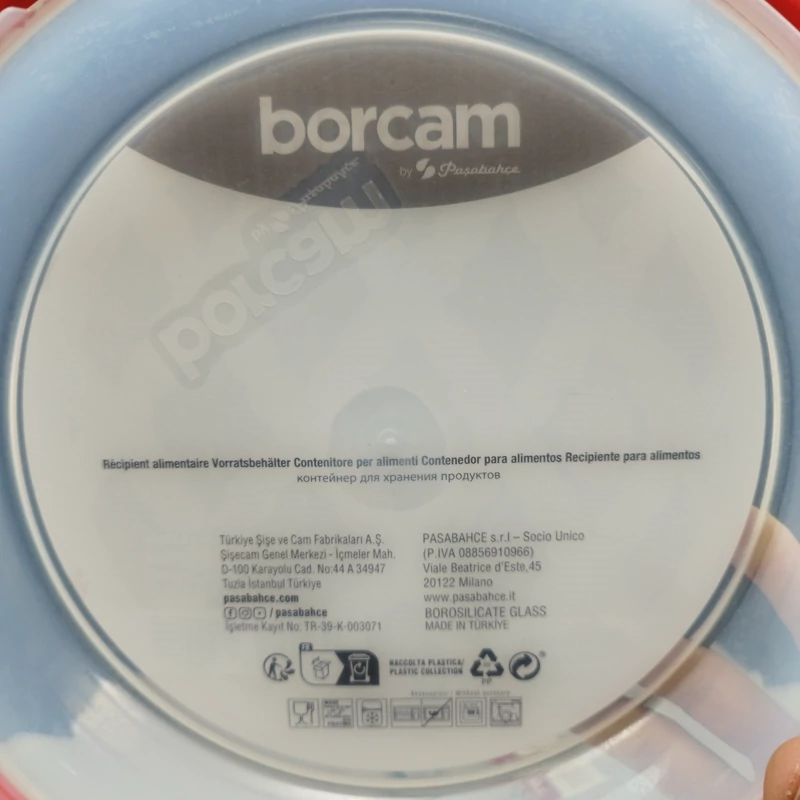 borcam
by Paşabahçe
Récipient alimentaire Vorratsbehälter Contenitore per alimenti Contenedor para alimentos Recipiente para alimentos
контейнер для хранения продуктов
Türkiye Şişe ve Cam Fabrikaları A.Ş.
Şişecam Genel Merkezi - İçmeler Mah.
D-100 Karayolu Cad. No:44 A 34947
Tuzla İstanbul Türkiye
pasabahce.com
/ pasabahce
İşletme Kayıt No: TR-39-K-003071
PASABAHCE s.r.l – Socio Unico
(P.IVA 08856910966)
Viale Beatrice d'Este,45
20122 Milano
www.pasabahce.it
BOROSILICATE GLASS
MADE IN TÜRKİYE
FR
RACCOLTA PLASTICA/
PLASTIC COLLECTION
PP